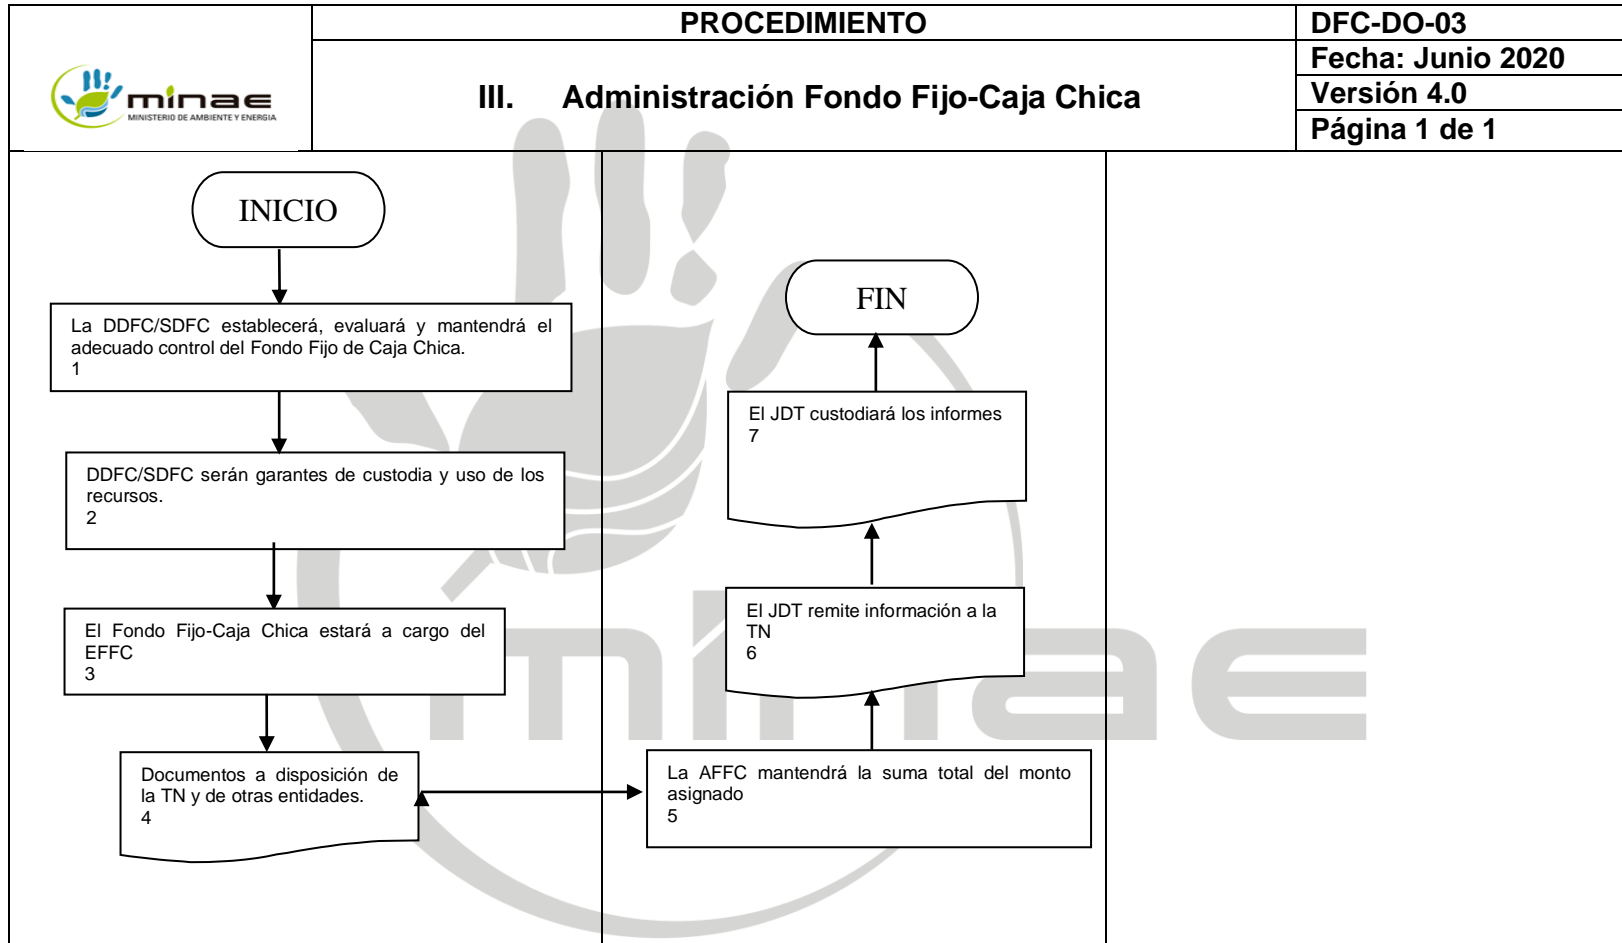 PROCEDIMIENTO
DFC-DO-03
Fecha: Junio 2020
III. Administración Fondo Fijo-Caja Chica
Versión 4.0
Página 1 de 1
minae
MINISTERIO DE AMBIENTE Y ENERGIA
INICIO
La DDFC/SDFC establecerá, evaluará y mantendrá el
adecuado control del Fondo Fijo de Caja Chica.
1
DDFC/SDFC serán garantes de custodia y uso de los
recursos.
2
El Fondo Fijo-Caja Chica estará a cargo del
EFFC
3
Documentos a disposición de
la TN y de otras entidades.
4
La AFFC mantendrá la suma total del monto
asignado
5
El JDT remite información a la
TN
6
El JDT custodiará los informes
7
FIN
minae